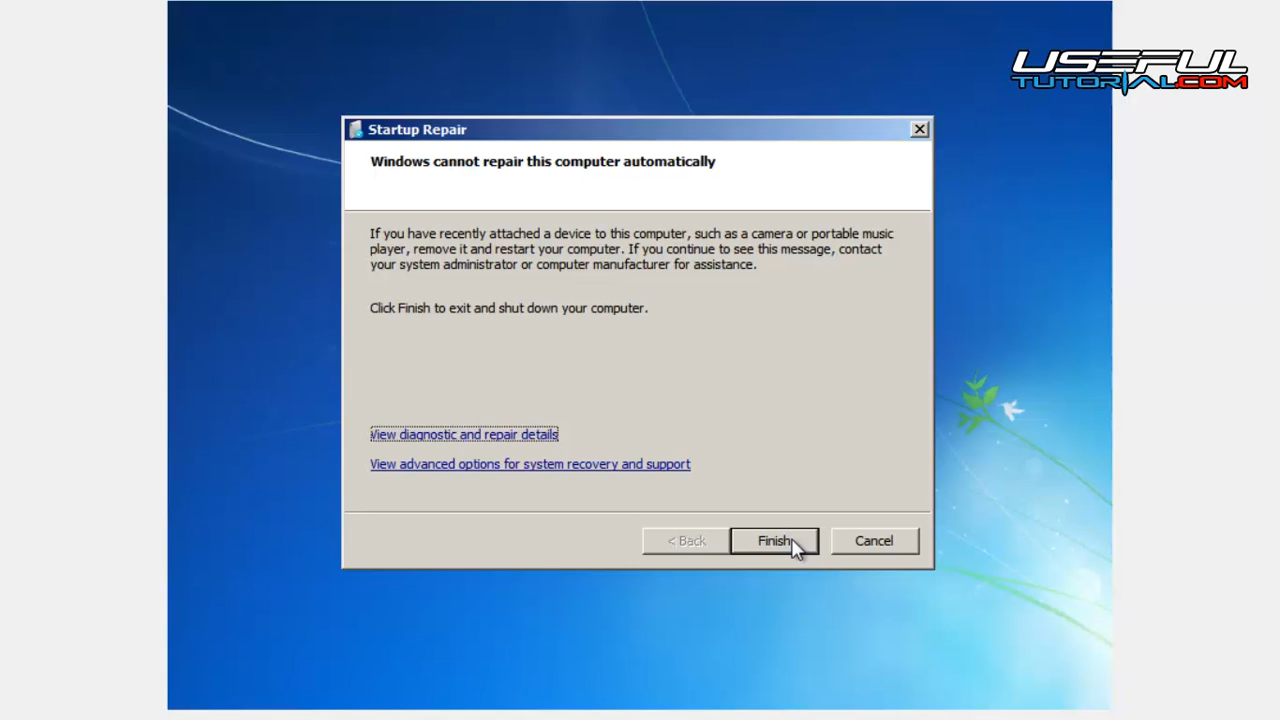 USEFUL
TUTORIAL.COM
Startup Repair
Windows cannot repair this computer automatically
If you have recently attached a device to this computer, such as a camera or portable music
player, remove it and restart your computer. If you continue to see this message, contact
your system administrator or computer manufacturer for assistance.
Click Finish to exit and shut down your computer.
View diagnostic and repair details
View advanced options for system recovery and support
< Back
Finish
Cancel